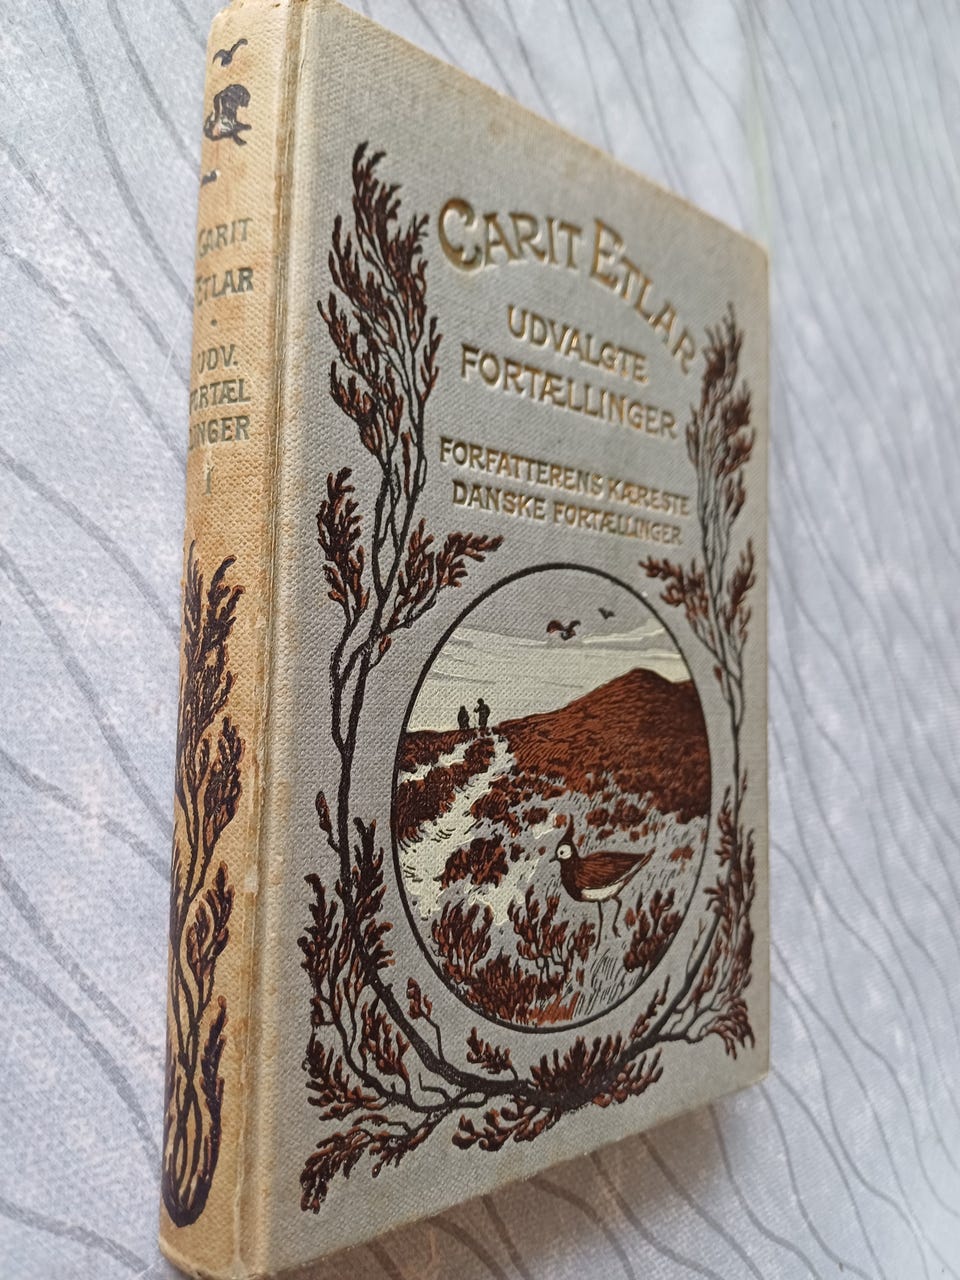 CARIT
ETLAR
UDV.
FORTÆL
LINGER
I
CARIT ETLAR
UDVALGTE
FORTÆLLINGER
FORFATTERENS KÆRESTE
DANSKE FORTÆLLINGER